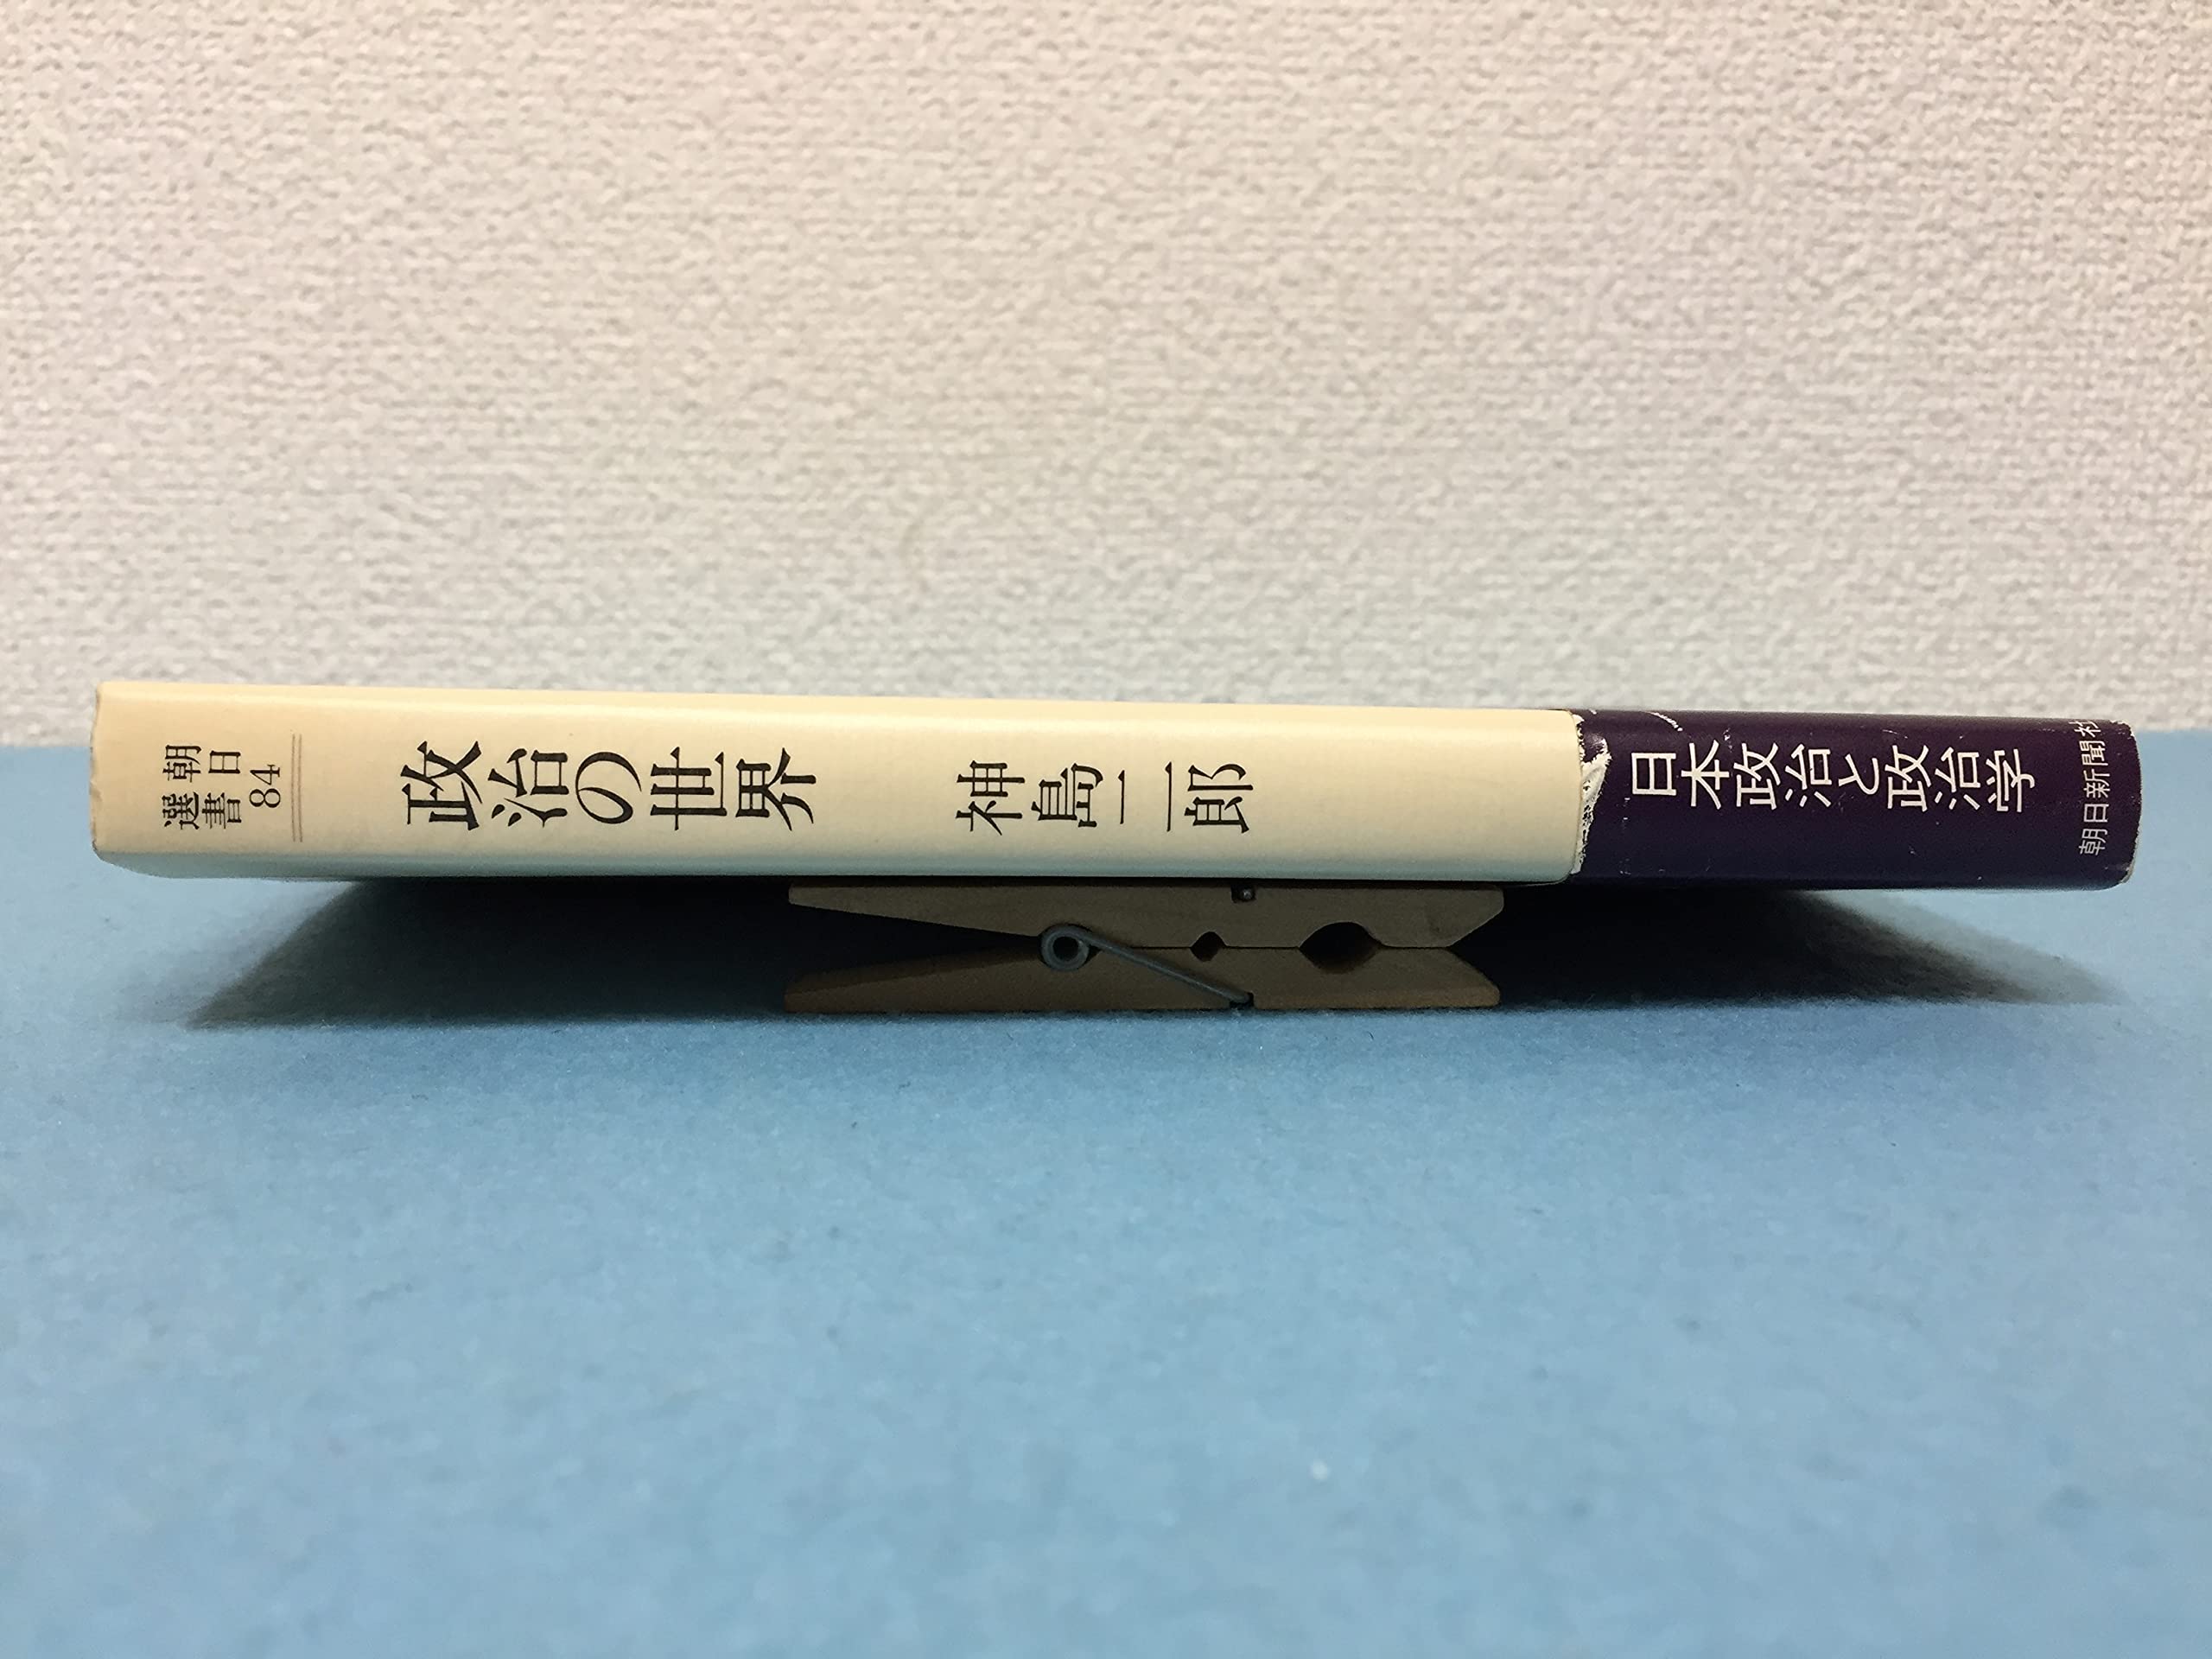 朝日
選書
84
政治の世界
神島二郎
日本政治と政治学
朝日新聞社